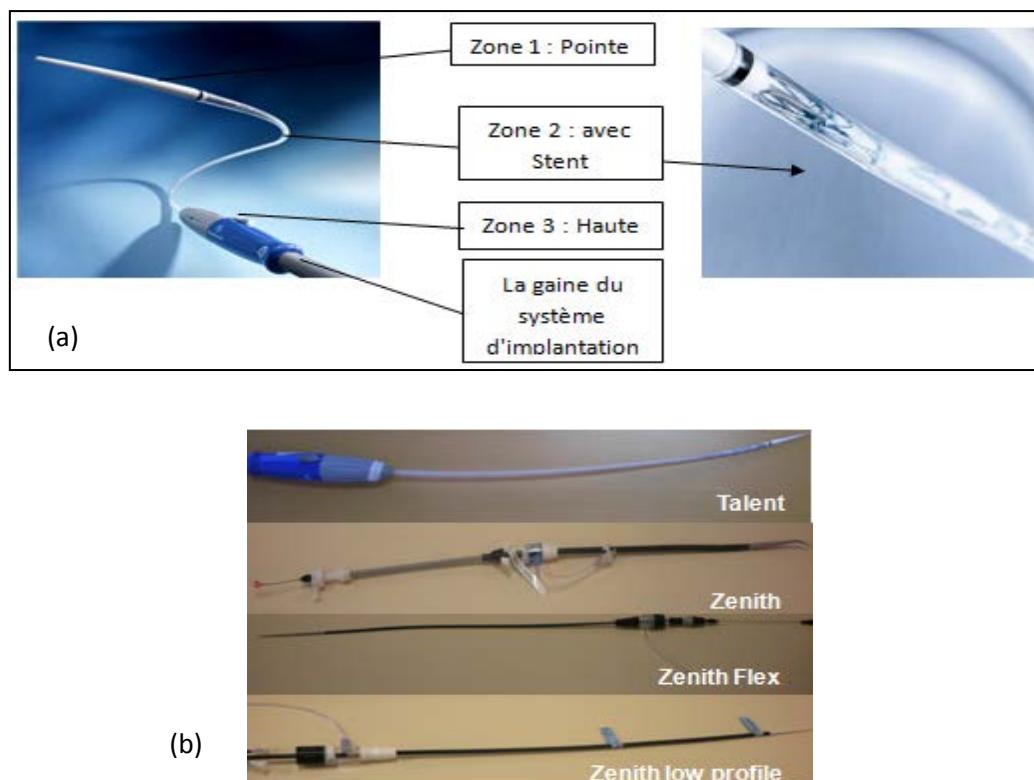 Zone 1 : Pointe
Zone 2 : avec
Stent
Zone 3 : Haute
La gaine du
système
d'implantation
(a)
Talent
Zenith
Zenith Flex
(b)
Zenith low profile